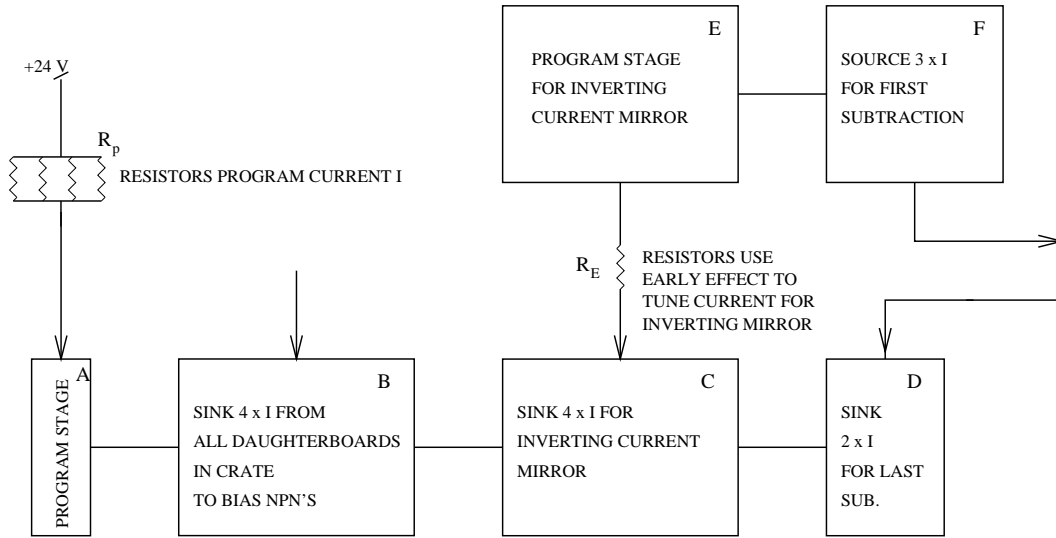 +24 V
R_p
RESISTORS PROGRAM CURRENT I
E
PROGRAM STAGE
FOR INVERTING
CURRENT MIRROR
F
SOURCE 3 x I
FOR FIRST
SUBTRACTION
R_E
RESISTORS USE
EARLY EFFECT TO
TUNE CURRENT FOR
INVERTING MIRROR
A
PROGRAM STAGE
B
SINK 4 x I FROM
ALL DAUGHTERBOARDS
IN CRATE
TO BIAS NPN'S
C
SINK 4 x I FOR
INVERTING CURRENT
MIRROR
D
SINK
2 x I
FOR LAST
SUB.